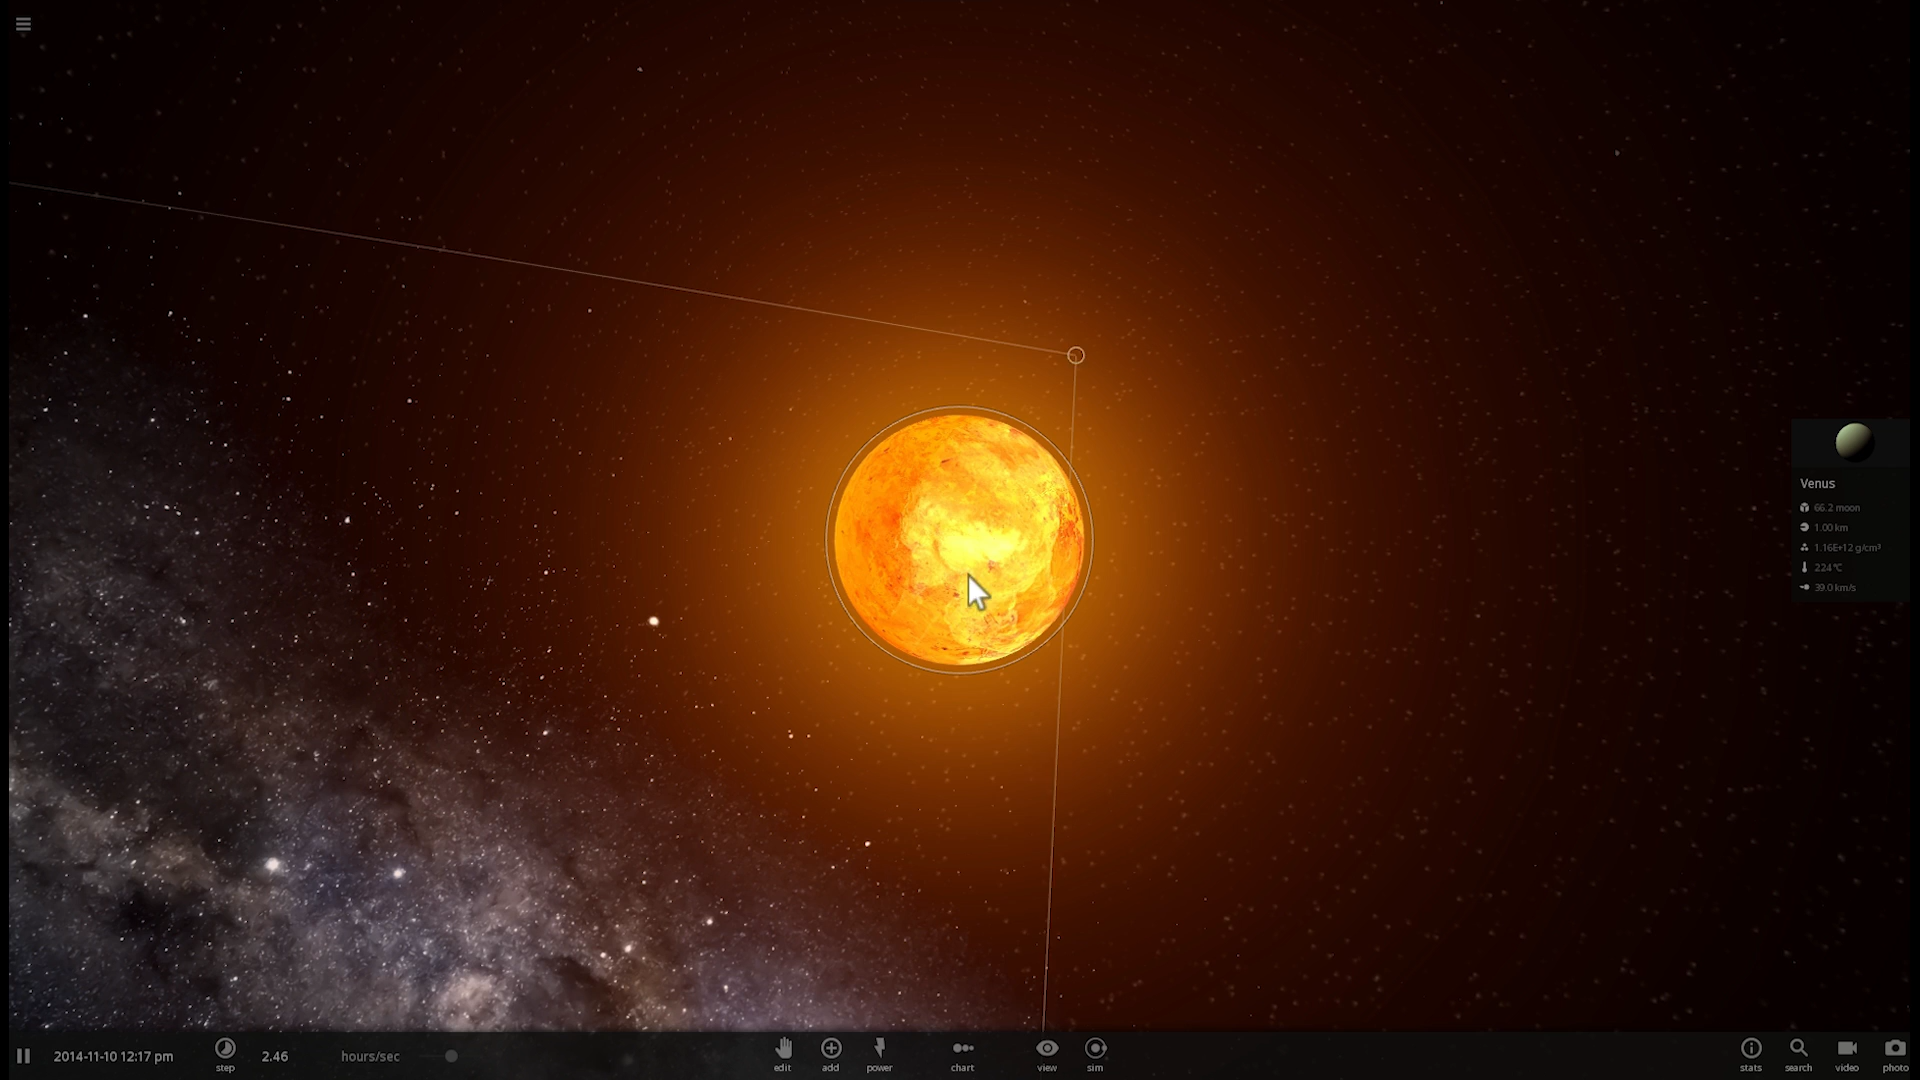 Venus
66.2 moon
1.00 km
1.16E+12 g/cm³
224°C
39.0 km/s
2014-11-10 12:17 pm
step
2.46
hours/sec
edit
add
power
chart
view
sim
stats
search
video
photo